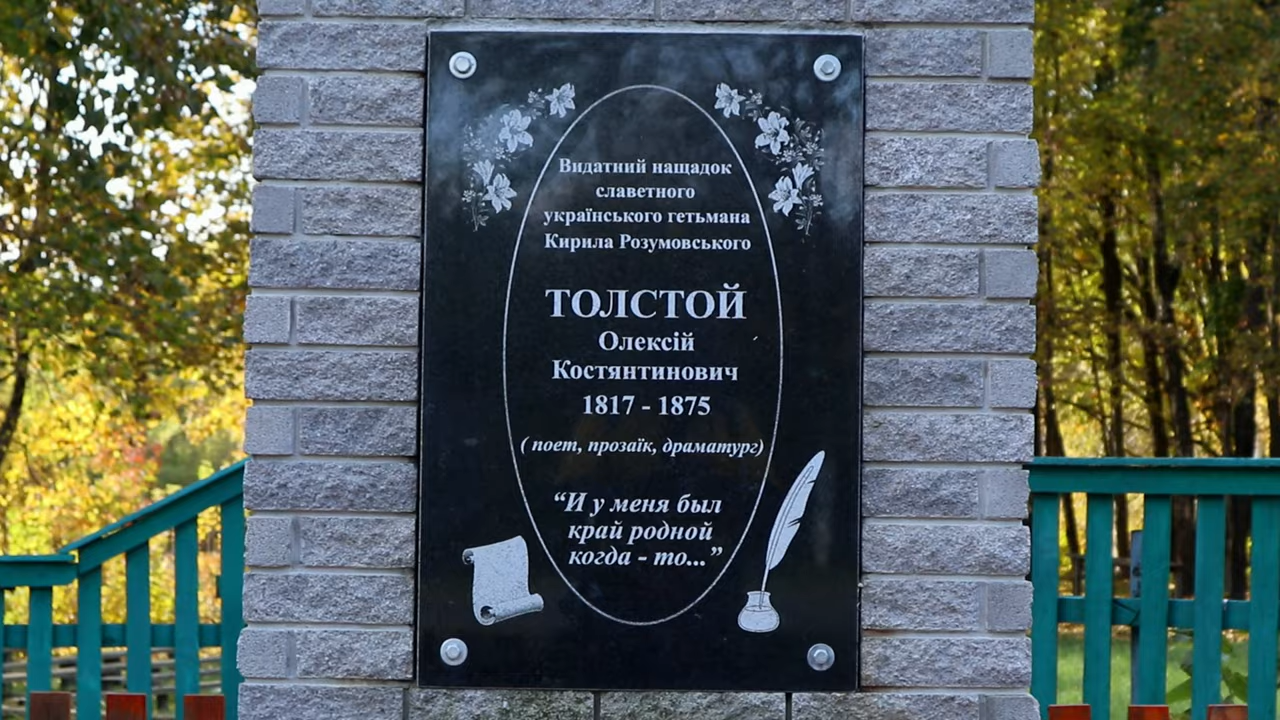 Видатний нащадок
славетного
українського гетьмана
Кирила Розумовського
ТОЛСТОЙ
Олексій
Костянтинович
1817 - 1875
( поет, прозаїк, драматург)
“И у меня был
край родной
когда - то...”